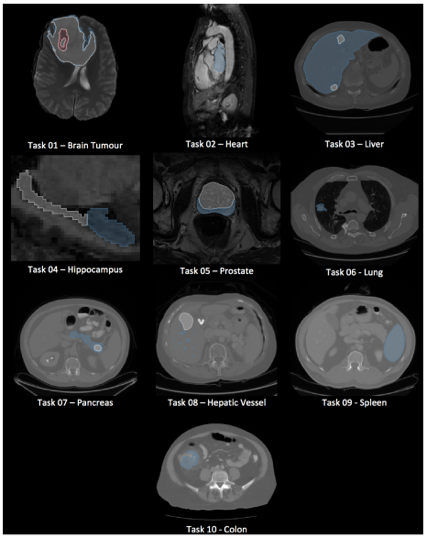 Task 01 – Brain Tumour
Task 02 – Heart
Task 03 – Liver
Task 04 – Hippocampus
Task 05 – Prostate
Task 06 - Lung
Task 07 – Pancreas
Task 08 – Hepatic Vessel
Task 09 - Spleen
Task 10 - Colon